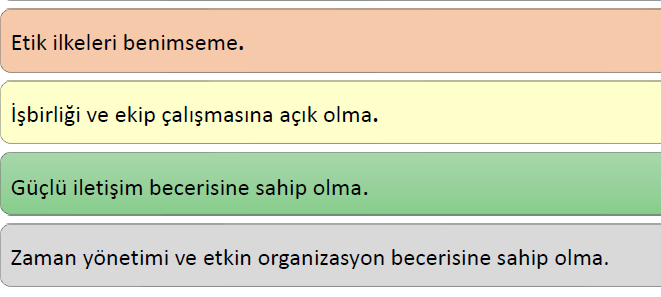 Etik ilkeleri benimseme.
İşbirliği ve ekip çalışmasına açık olma.
Güçlü iletişim becerisine sahip olma.
Zaman yönetimi ve etkin organizasyon becerisine sahip olma.